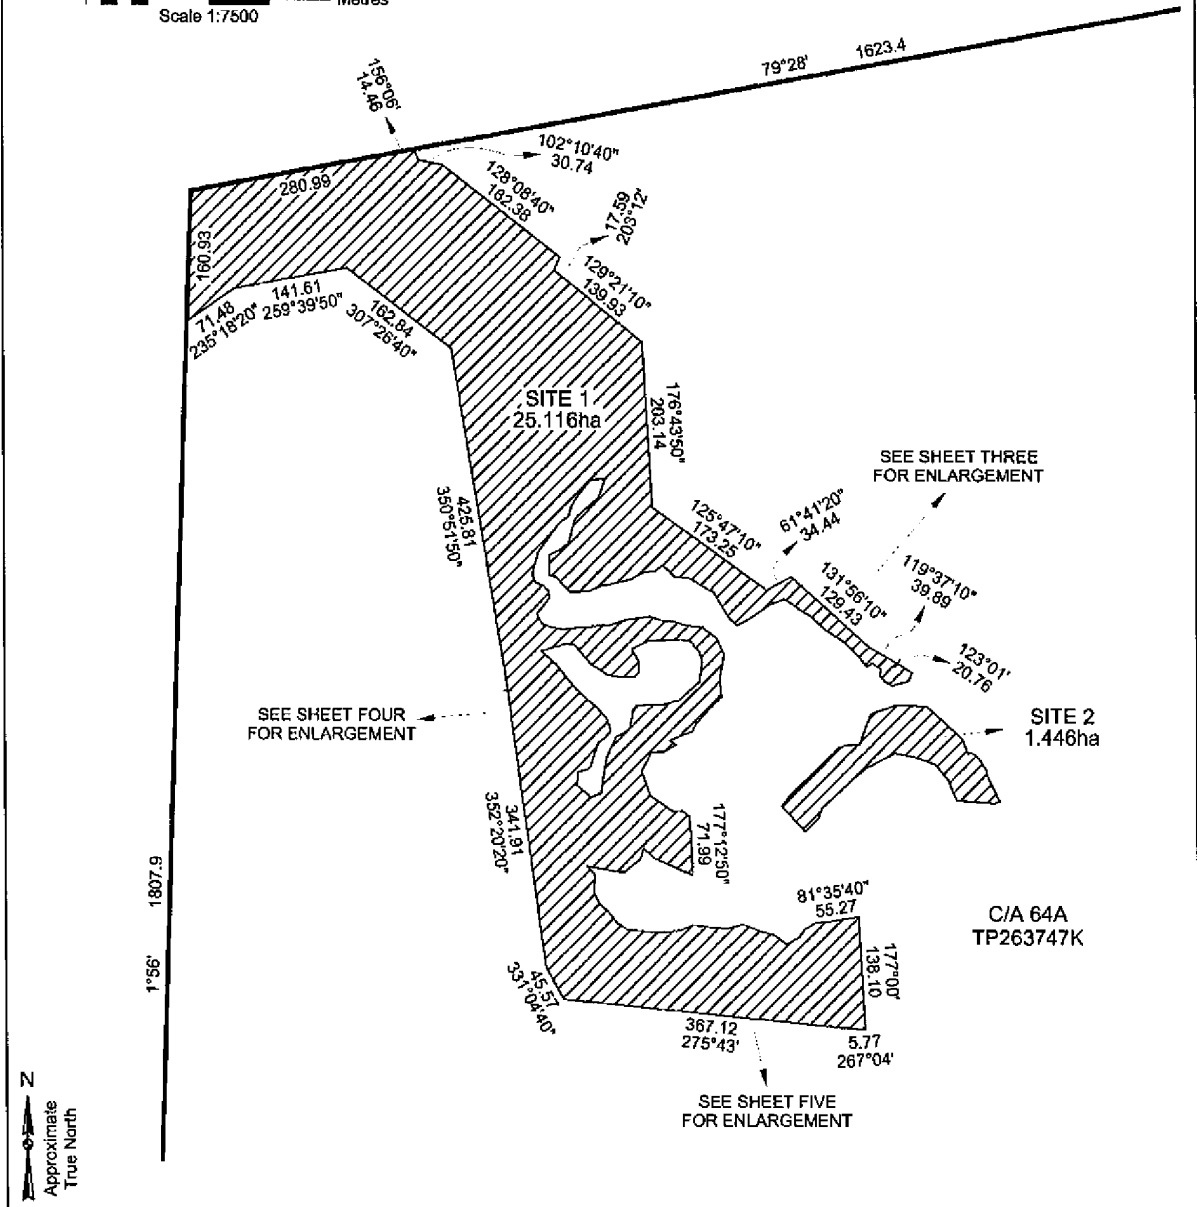 Metres
Scale 1:7500
79°28'
1623.4
156°06'
14.46
102°10'40"
30.74
128°08'40"
162.38
17.59
203°12'
280.99
160.93
129°21'10"
139.93
141.61
259°39'50"
71.48
235°18'20"
162.84
307°26'40"
SITE 1
25.116ha
176°43'50"
203.14
SEE SHEET THREE
FOR ENLARGEMENT
425.81
350°51'50"
125°47'10"
173.25
61°41'20"
34.44
131°56'10"
129.43
119°37'10"
39.89
123°01'
20.76
SEE SHEET FOUR
FOR ENLARGEMENT
SITE 2
1.446ha
341.91
352°20'20"
177°12'50"
71.99
1807.9
1°56'
81°35'40"
55.27
C/A 64A
TP263747K
177°00'
138.10
45.57
331°04'40"
367.12
275°43'
5.77
267°04'
SEE SHEET FIVE
FOR ENLARGEMENT
N
Approximate
True North